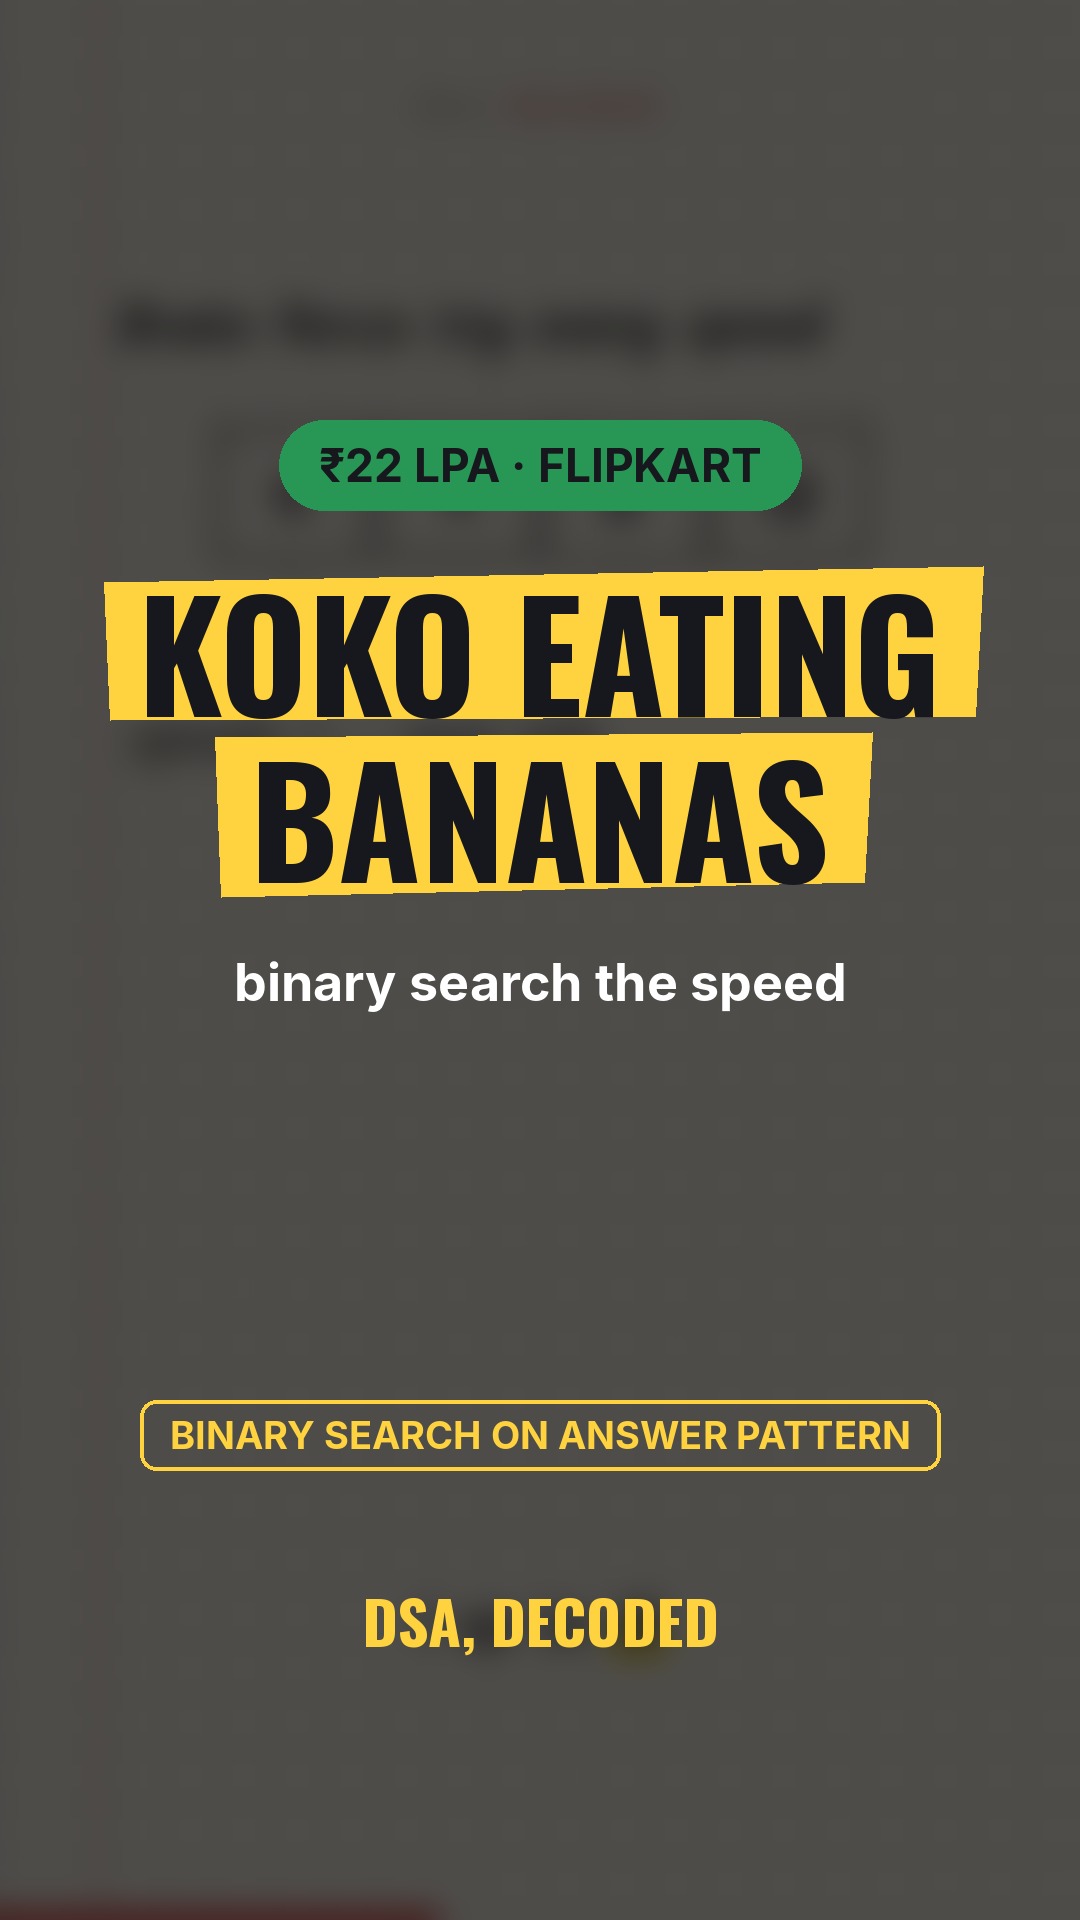 ₹22 LPA · FLIPKART
KOKO EATING
BANANAS
binary search the speed
BINARY SEARCH ON ANSWER PATTERN
DSA, DECODED